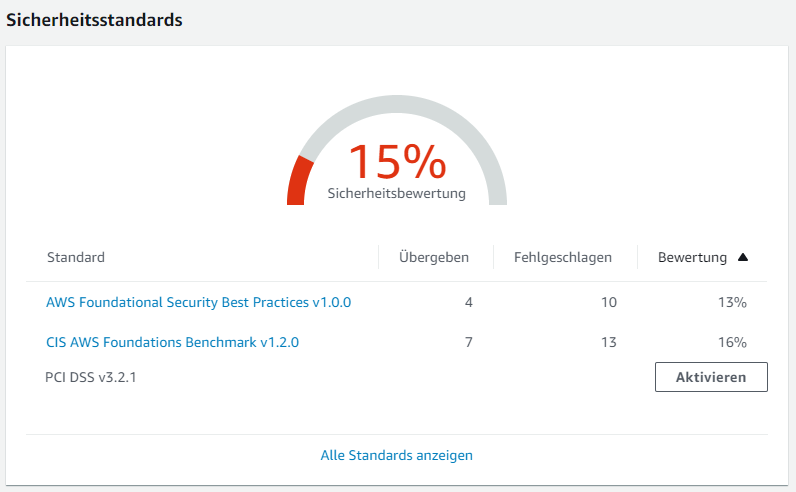 Sicherheitsstandards
15%
Sicherheitsbewertung
Standard Übergeben Fehlgeschlagen Bewertung ▲
AWS Foundational Security Best Practices v1.0.0 4 10 13%
CIS AWS Foundations Benchmark v1.2.0 7 13 16%
PCI DSS v3.2.1 Aktivieren
Alle Standards anzeigen